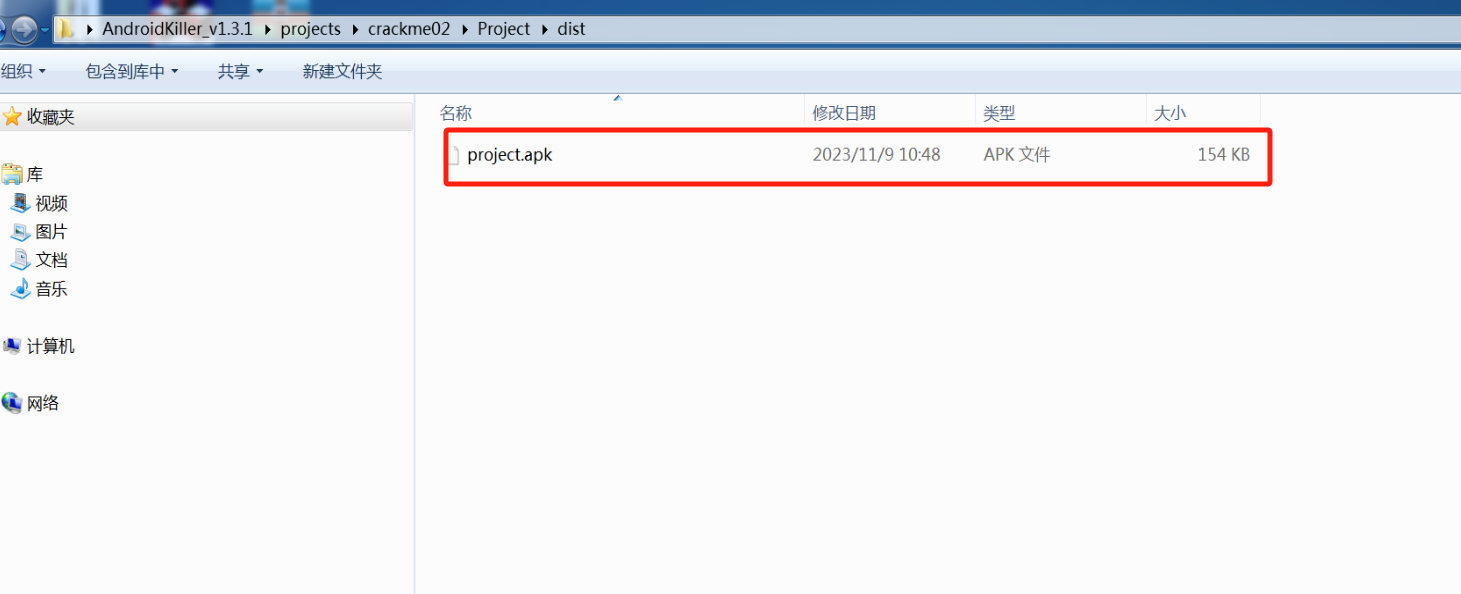 AndroidKiller_v1.3.1 projects crackme02 Project dist
组织 包含到库中 共享 新建文件夹
收藏夹
库
视频
图片
文档
音乐
计算机
网络
名称 修改日期 类型 大小
project.apk 2023/11/9 10:48 APK 文件 154 KB